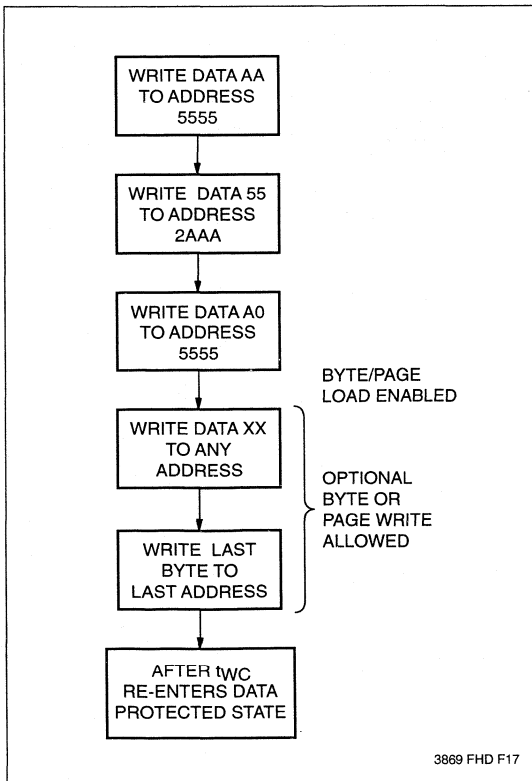 WRITE DATA AA
TO ADDRESS
5555
WRITE DATA 55
TO ADDRESS
2AAA
WRITE DATA A0
TO ADDRESS
5555
BYTE/PAGE
LOAD ENABLED
WRITE DATA XX
TO ANY
ADDRESS
OPTIONAL
BYTE OR
PAGE WRITE
ALLOWED
WRITE LAST
BYTE TO
LAST ADDRESS
AFTER tWC
RE-ENTERS DATA
PROTECTED STATE
3869 FHD F17